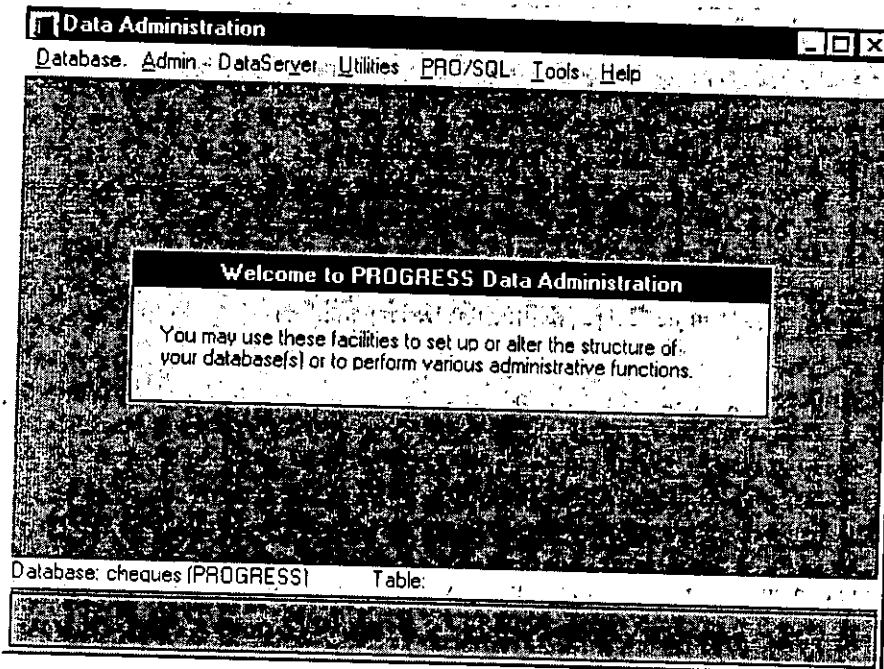 Data Administration
Database Admin DataServer Utilities PRO/SQL Tools Help
Welcome to PROGRESS Data Administration
You may use these facilities to set up or alter the structure of
your database(s) or to perform various administrative functions.
Database: cheques (PROGRESS) Table: